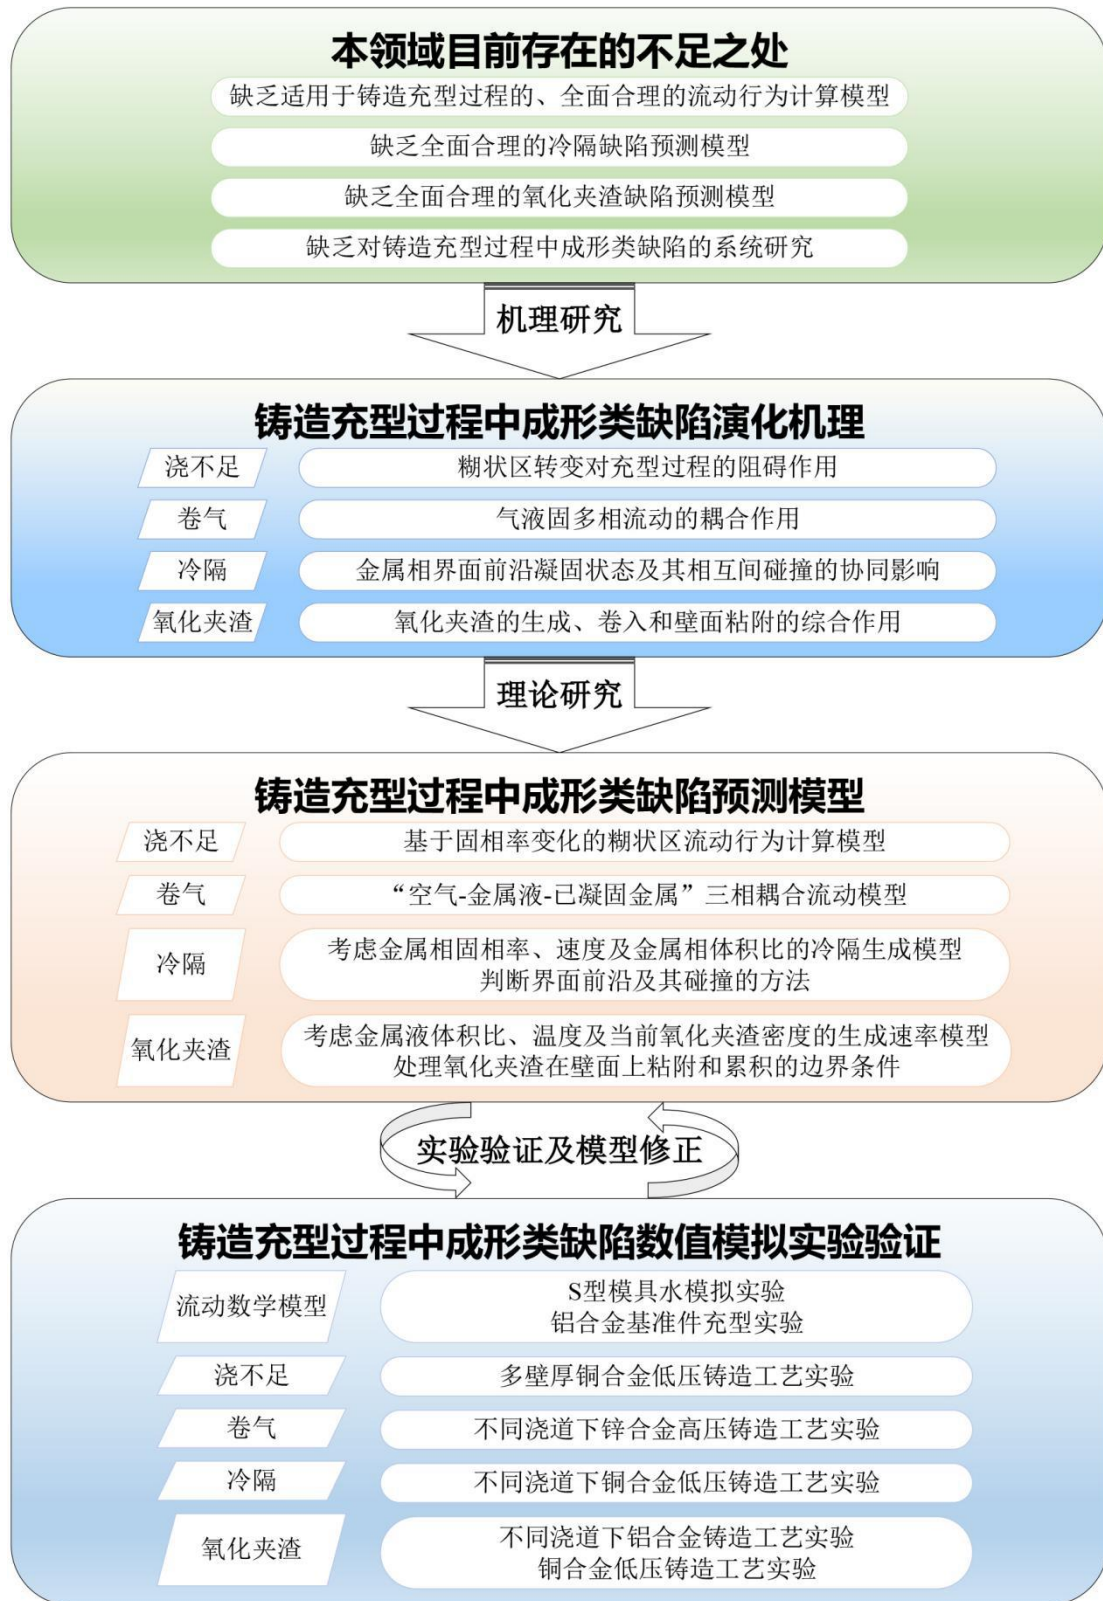 本领域目前存在的不足之处
缺乏适用于铸造充型过程的、全面合理的流动行为计算模型
缺乏全面合理的冷隔缺陷预测模型
缺乏全面合理的氧化夹渣缺陷预测模型
缺乏对铸造充型过程中成形类缺陷的系统研究
机理研究
铸造充型过程中成形类缺陷演化机理
浇不足 糊状区转变对充型过程的阻碍作用
卷气 气液固多相流动的耦合作用
冷隔 金属相界面前沿凝固状态及其相互间碰撞的协同影响
氧化夹渣 氧化夹渣的生成、卷入和壁面粘附的综合作用
理论研究
铸造充型过程中成形类缺陷预测模型
浇不足 基于固相率变化的糊状区流动行为计算模型
卷气 “空气-金属液-已凝固金属”三相耦合流动模型
冷隔 考虑金属相固相率、速度及金属相体积比的冷隔生成模型
判断界面前沿及其碰撞的方法
氧化夹渣 考虑金属液体积比、温度及当前氧化夹渣密度的生成速率模型
处理氧化夹渣在壁面上粘附和累积的边界条件
实验验证及模型修正
铸造充型过程中成形类缺陷数值模拟实验验证
流动数学模型 S型模具水模拟实验
铝合金基准件充型实验
浇不足 多壁厚铜合金低压铸造工艺实验
卷气 不同浇道下锌合金高压铸造工艺实验
冷隔 不同浇道下铜合金低压铸造工艺实验
氧化夹渣 不同浇道下铝合金铸造工艺实验
铜合金低压铸造工艺实验